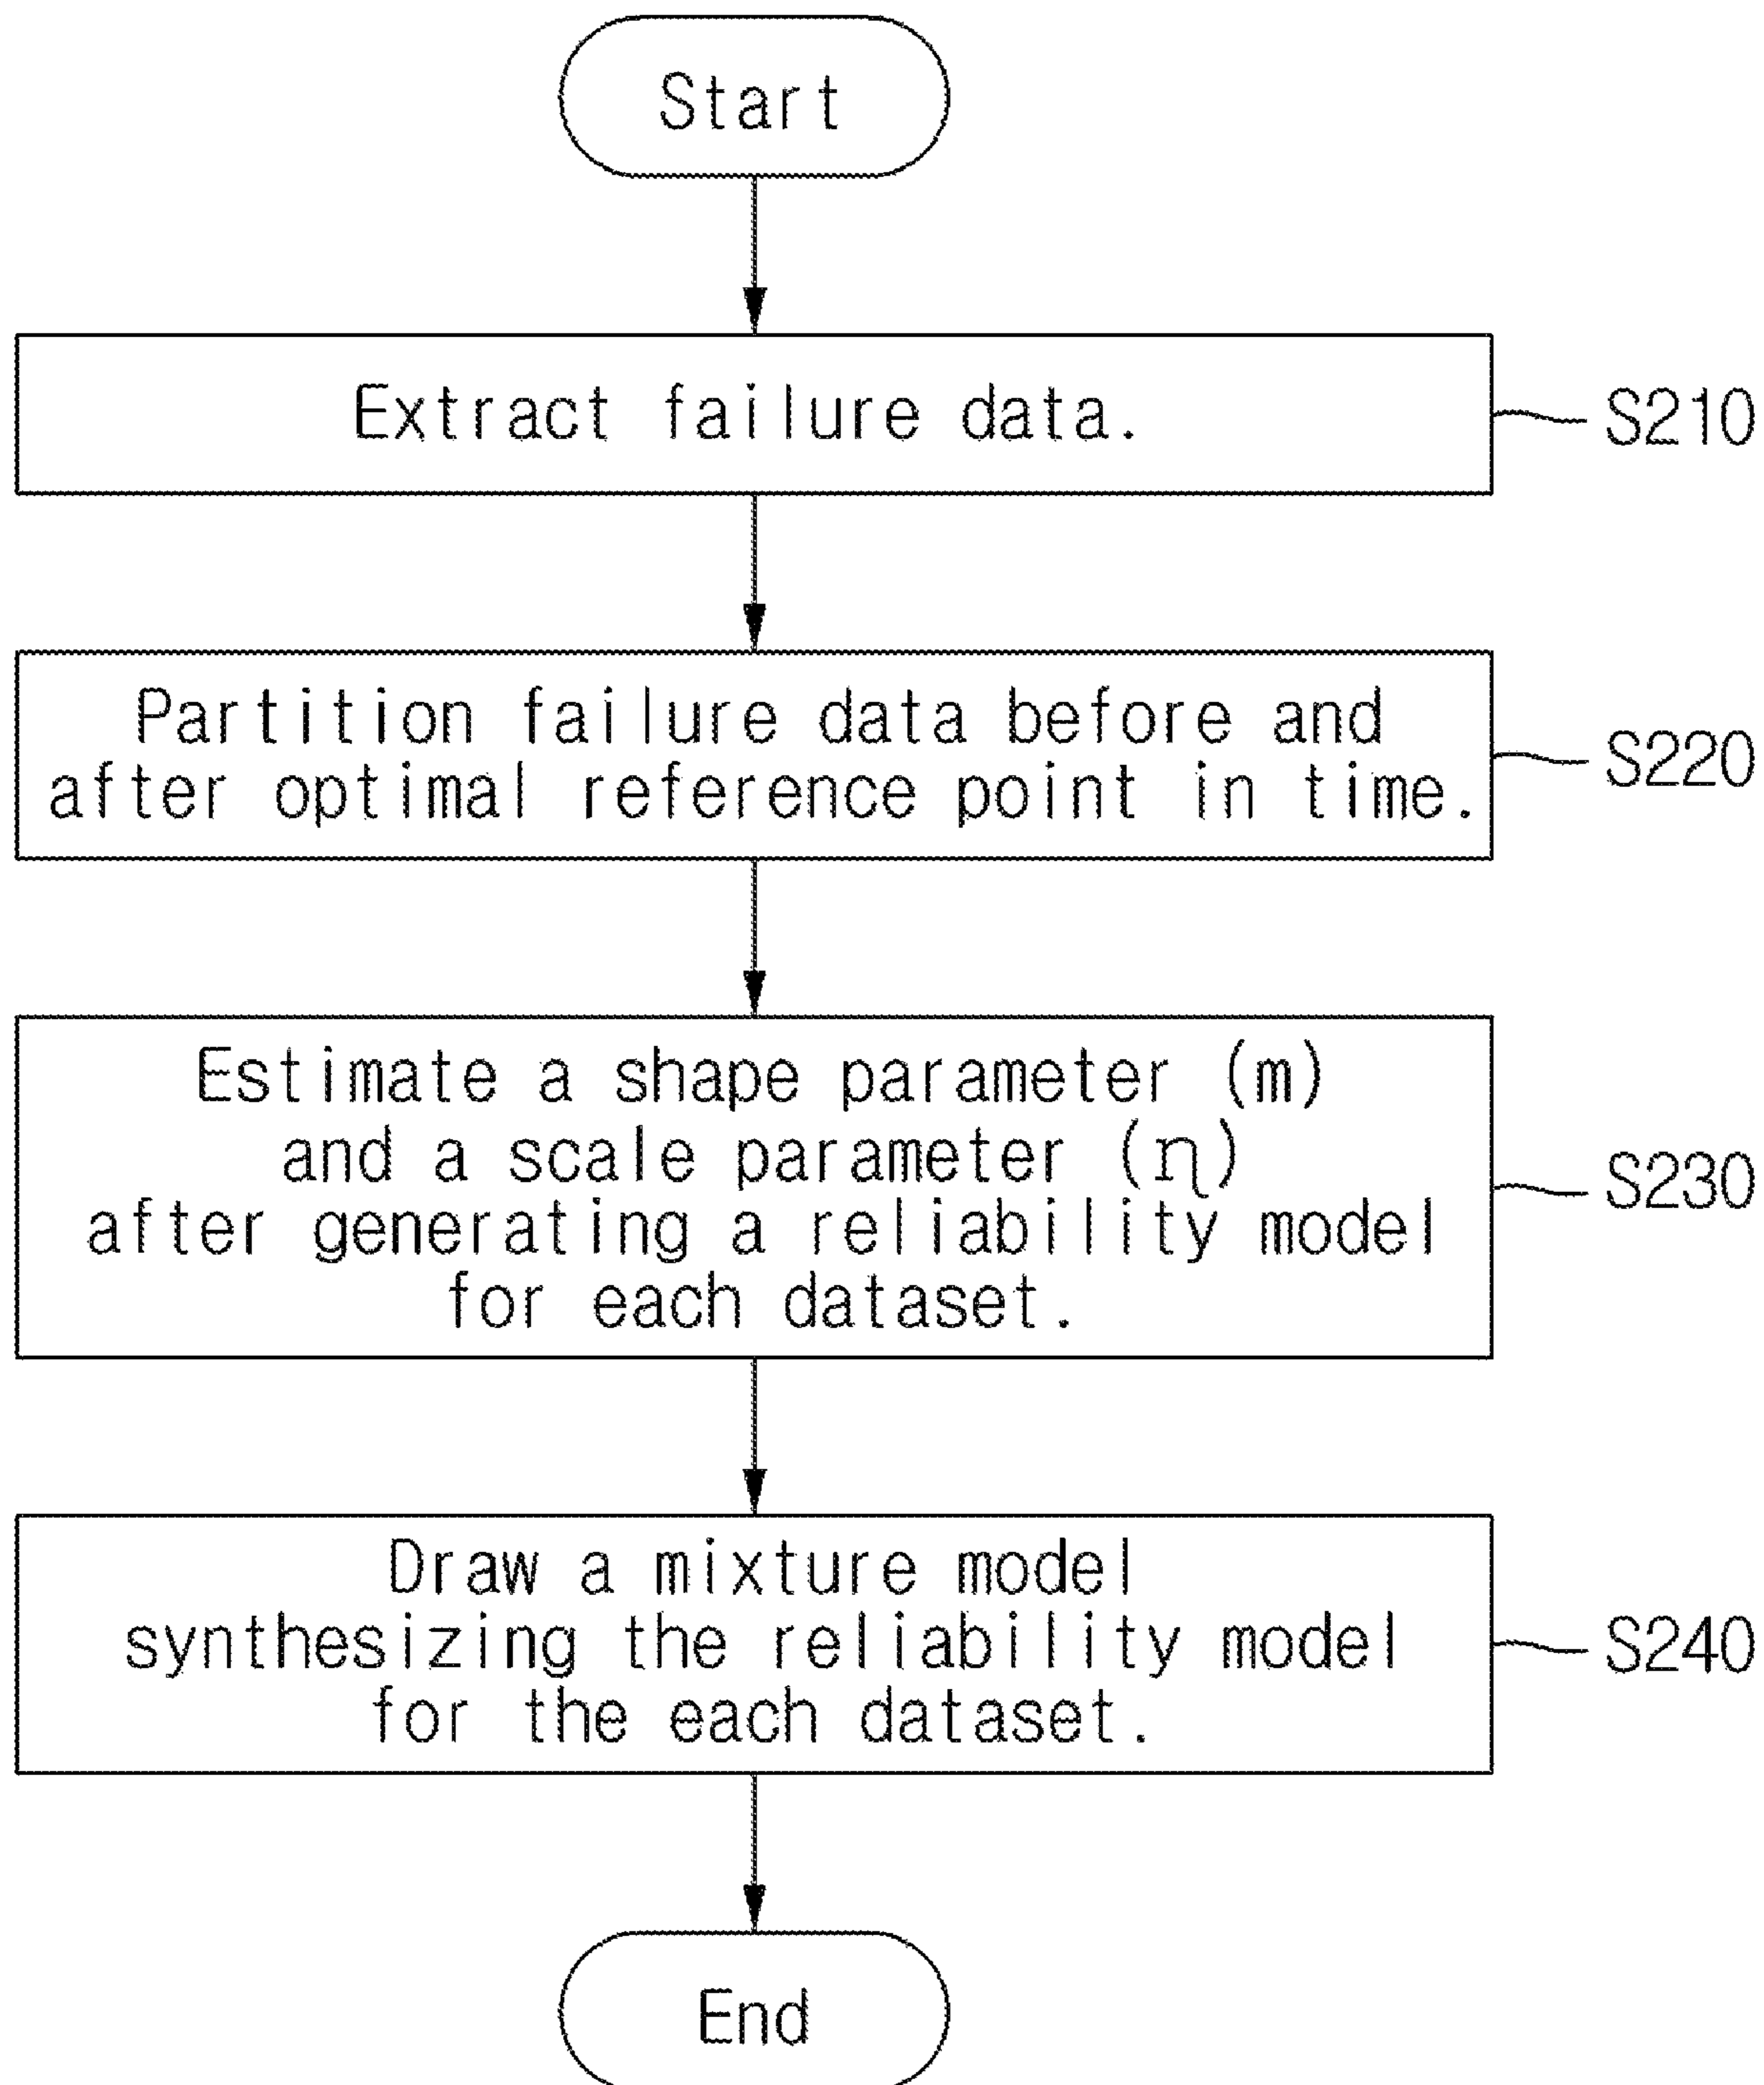 Start
Extract failure data.
S210
Partition failure data before and
after optimal reference point in time.
S220
Estimate a shape parameter (m)
and a scale parameter (η)
after generating a reliability model
for each dataset.
S230
Draw a mixture model
synthesizing the reliability model
for the each dataset.
S240
End